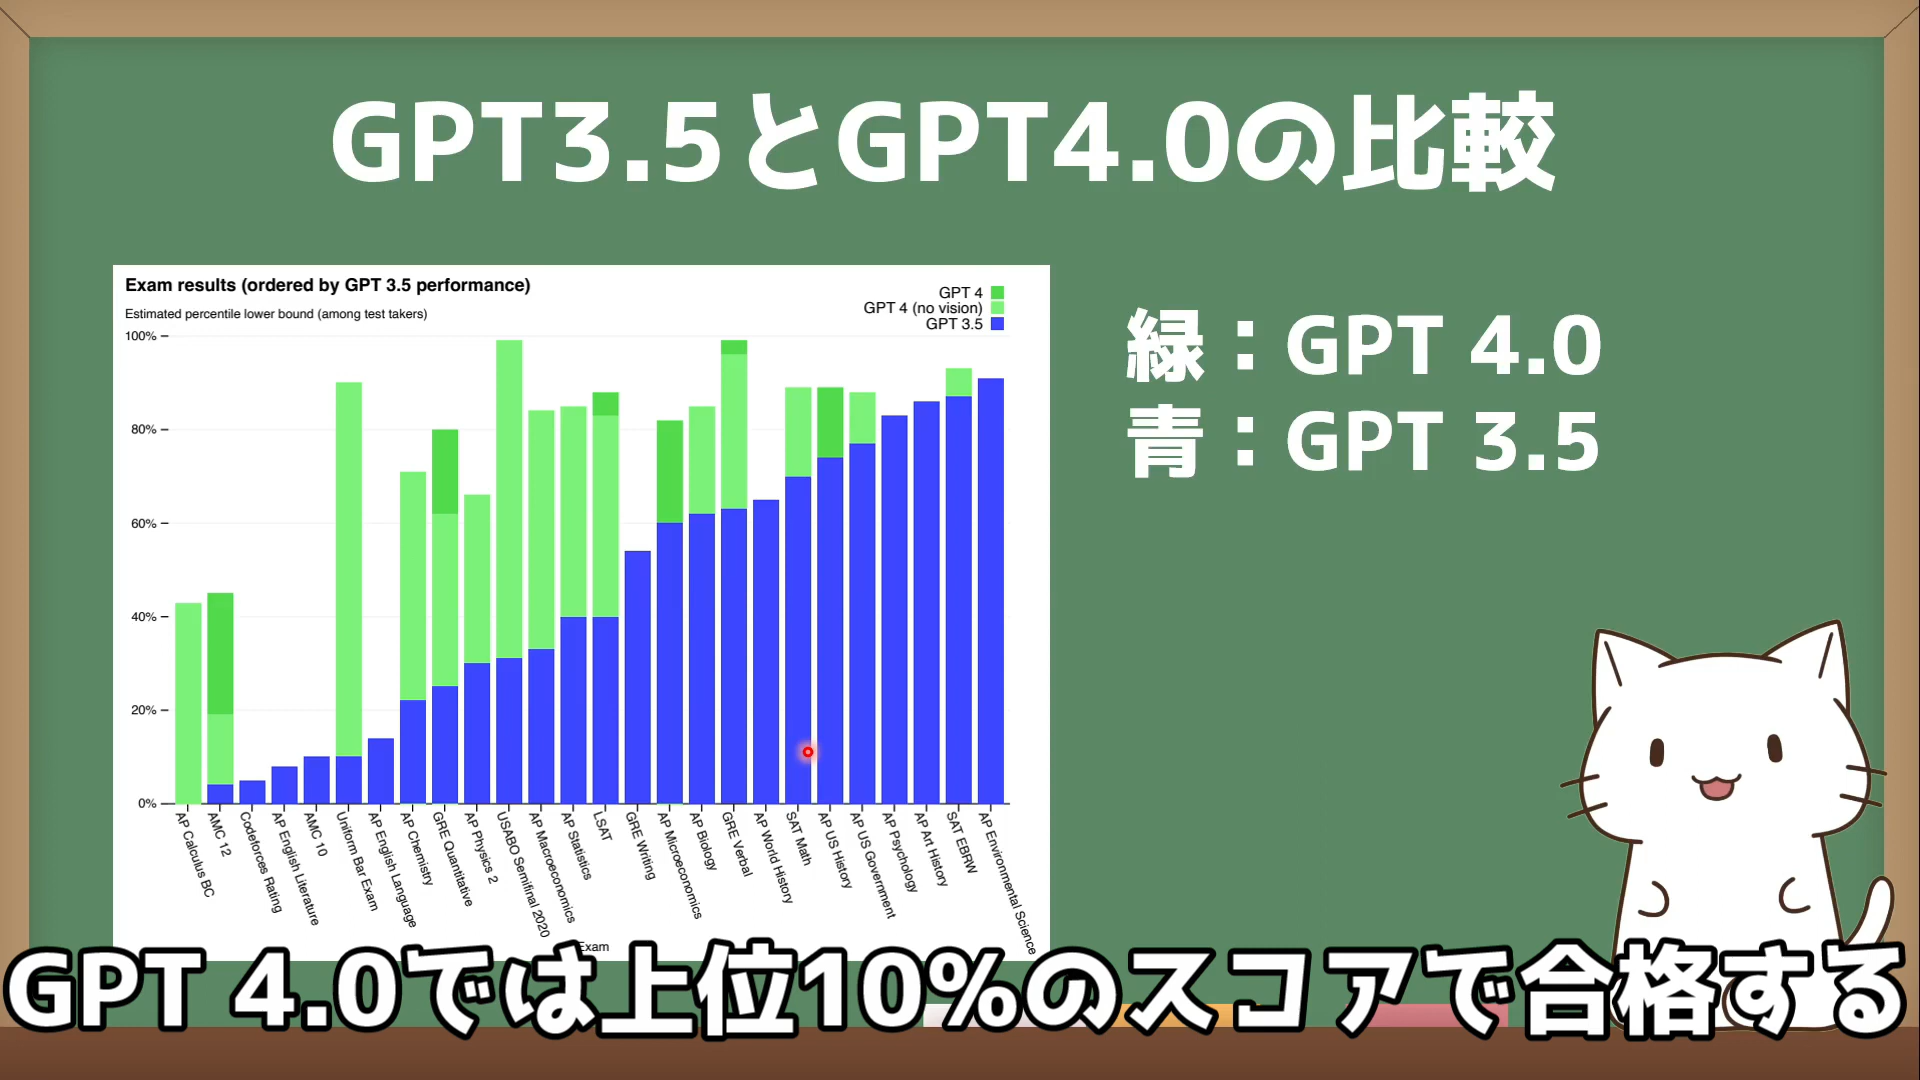 GPT3.5とGPT4.0の比較
Exam results (ordered by GPT 3.5 performance)
Estimated percentile lower bound (among test takers)
GPT 4
GPT 4 (no vision)
GPT 3.5
100%
80%
60%
40%
20%
0%
AP Calculus BC
AMC 12
Codeforces Rating
AP English Literature
AMC 10
Uniform Bar Exam
AP English Language
AP Chemistry
GRE Quantitative
AP Physics 2
USABO Semifinal 2020
AP Macroeconomics
AP Statistics
LSAT
GRE Writing
AP Microeconomics
AP Biology
GRE Verbal
AP World History
SAT Math
AP US History
AP US Government
AP Psychology
AP Art History
SAT EBRW
AP Environmental Science
Exam
緑：GPT 4.0
青：GPT 3.5
GPT 4.0では上位10%のスコアで合格する